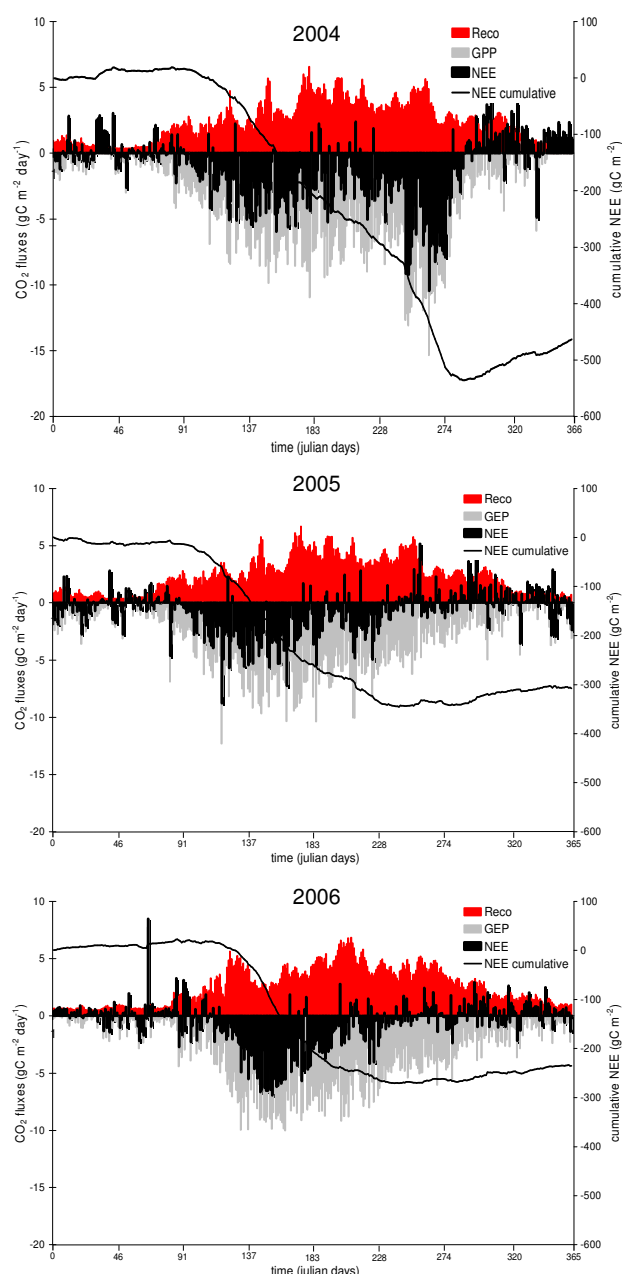 2004
Reco
GPP
NEE
NEE cumulative
10
5
0
-5
-10
-15
-20
CO2 fluxes (gC m-2 day-1)
100
0
-100
-200
-300
-400
-500
-600
cumulative NEE (gC m-2)
0 46 91 137 183 228 274 320 366
time (julian days)
2005
Reco
GEP
NEE
NEE cumulative
10
5
0
-5
-10
-15
-20
CO2 fluxes (gC m-2 day-1)
100
0
-100
-200
-300
-400
-500
-600
cumulative NEE (gC m-2)
0 46 91 137 183 228 274 320 365
time (julian days)
2006
Reco
GEP
NEE
NEE cumulative
10
5
0
-5
-10
-15
-20
CO2 fluxes (gC m-2 day-1)
100
0
-100
-200
-300
-400
-500
-600
cumulative NEE (gC m-2)
0 46 91 137 183 228 274 320 365
time (julian days)